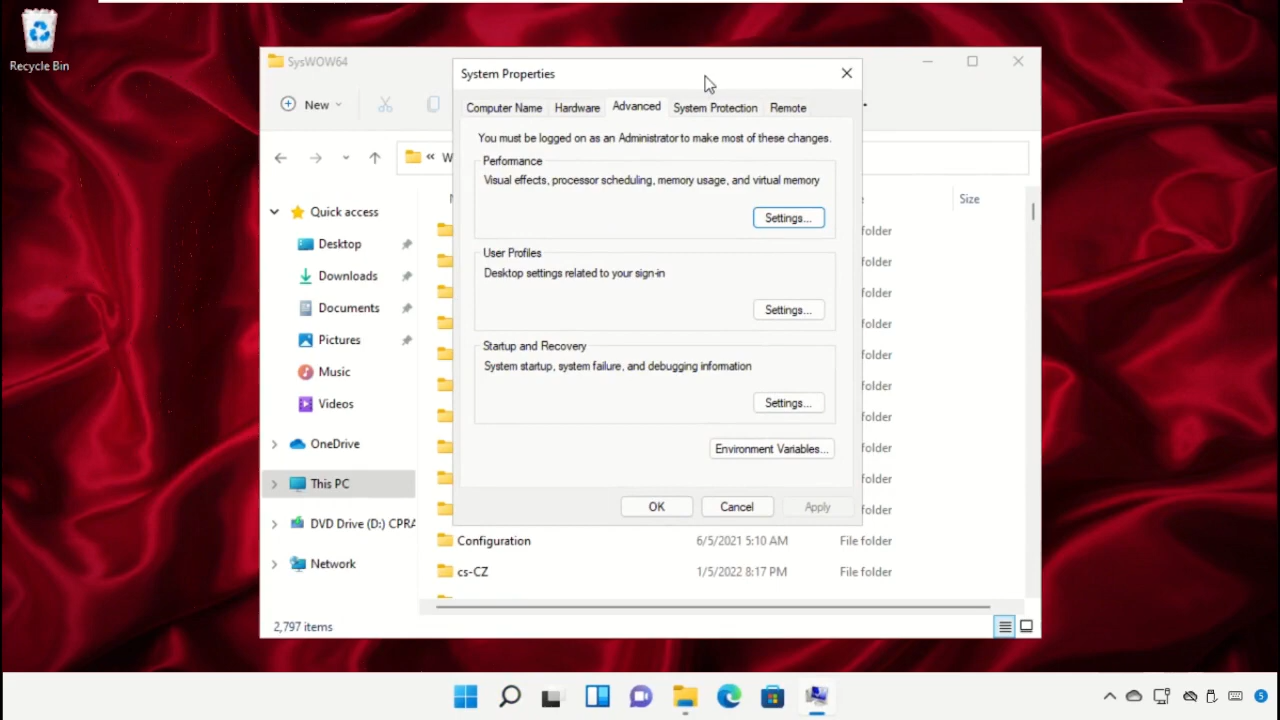 Recycle Bin
SysWOW64
New
« W
Size
Quick access
Desktop
Downloads
Documents
Pictures
Music
Videos
OneDrive
This PC
DVD Drive (D:) CPRA
Network
System Properties
Computer Name Hardware Advanced System Protection Remote
You must be logged on as an Administrator to make most of these changes.
Performance
Visual effects, processor scheduling, memory usage, and virtual memory
Settings...
User Profiles
Desktop settings related to your sign-in
Settings...
Startup and Recovery
System startup, system failure, and debugging information
Settings...
Environment Variables...
OK Cancel Apply
folder
folder
folder
folder
folder
folder
folder
folder
folder
folder
Configuration 6/5/2021 5:10 AM File folder
cs-CZ 1/5/2022 8:17 PM File folder
2,797 items
5